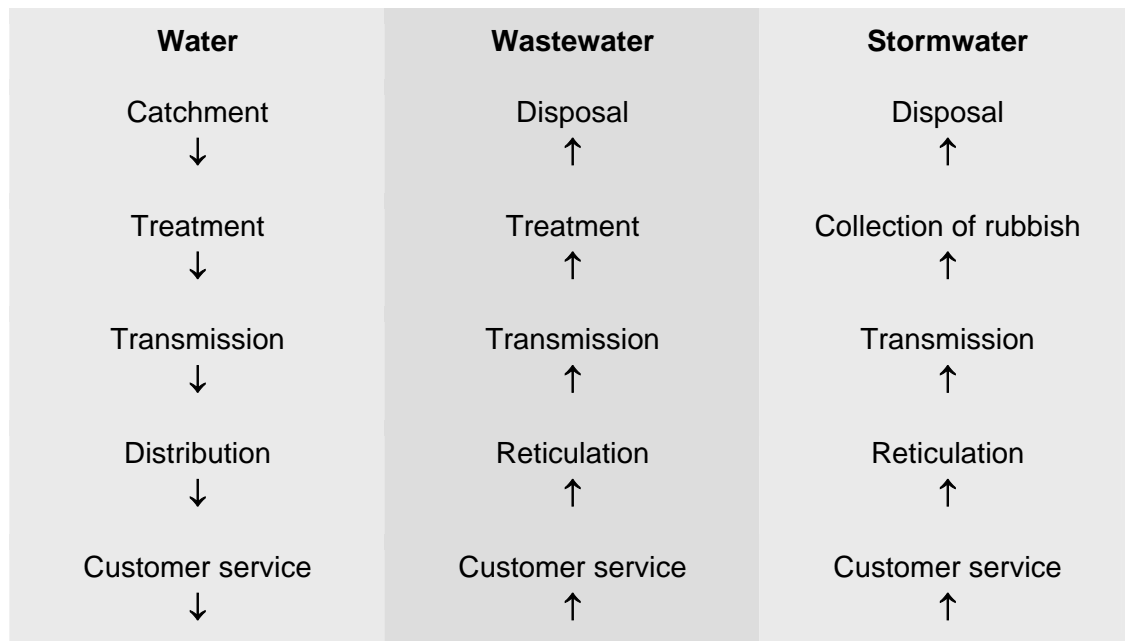 Water Wastewater Stormwater
Catchment Disposal Disposal
↓ ↑ ↑
Treatment Treatment Collection of rubbish
↓ ↑ ↑
Transmission Transmission Transmission
↓ ↑ ↑
Distribution Reticulation Reticulation
↓ ↑ ↑
Customer service Customer service Customer service
↓ ↑ ↑